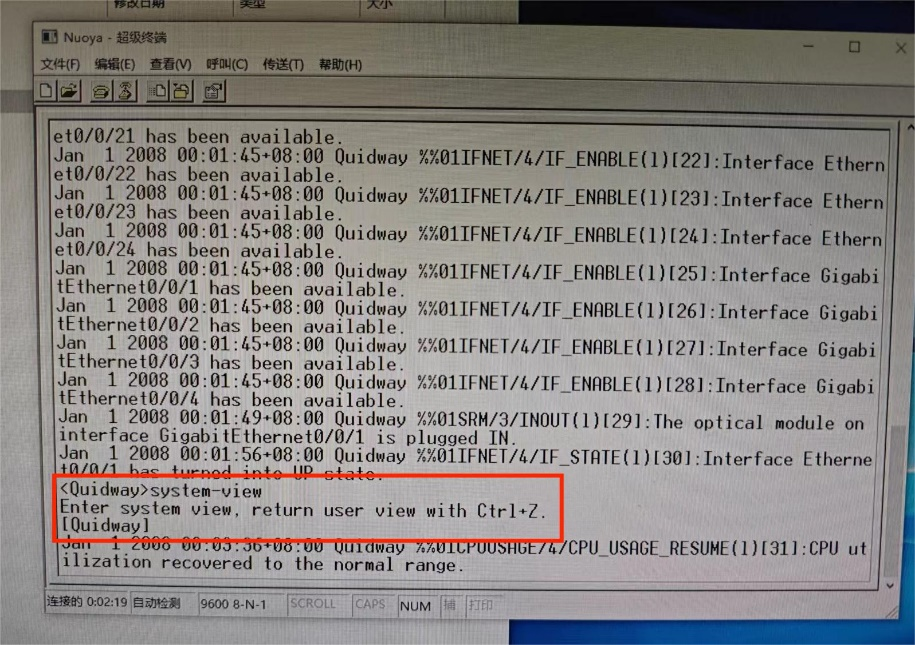 修改日期 类型 大小
Nuoya - 超级终端
文件(F) 编辑(E) 查看(V) 呼叫(C) 传送(T) 帮助(H)
et0/0/21 has been available.
Jan  1 2008 00:01:45+08:00 Quidway %%01IFNET/4/IF_ENABLE(l)[22]:Interface Ethern
et0/0/22 has been available.
Jan  1 2008 00:01:45+08:00 Quidway %%01IFNET/4/IF_ENABLE(l)[23]:Interface Ethern
et0/0/23 has been available.
Jan  1 2008 00:01:45+08:00 Quidway %%01IFNET/4/IF_ENABLE(l)[24]:Interface Ethern
et0/0/24 has been available.
Jan  1 2008 00:01:45+08:00 Quidway %%01IFNET/4/IF_ENABLE(l)[25]:Interface Gigabi
tEthernet0/0/1 has been available.
Jan  1 2008 00:01:45+08:00 Quidway %%01IFNET/4/IF_ENABLE(l)[26]:Interface Gigabi
tEthernet0/0/2 has been available.
Jan  1 2008 00:01:45+08:00 Quidway %%01IFNET/4/IF_ENABLE(l)[27]:Interface Gigabi
tEthernet0/0/3 has been available.
Jan  1 2008 00:01:45+08:00 Quidway %%01IFNET/4/IF_ENABLE(l)[28]:Interface Gigabi
tEthernet0/0/4 has been available.
Jan  1 2008 00:01:49+08:00 Quidway %%01SRM/3/INOUT(l)[29]:The optical module on
interface GigabitEthernet0/0/1 is plugged IN.
Jan  1 2008 00:01:56+08:00 Quidway %%01IFNET/4/IF_STATE(l)[30]:Interface Etherne
t0/0/1 has turned into UP state.
<Quidway>system-view
Enter system view, return user view with Ctrl+Z.
[Quidway]
Jan  1 2008 00:03:36+08:00 Quidway %%01CPUUSAGE/4/CPU_USAGE_RESUME(l)[31]:CPU ut
ilization recovered to the normal range.
连接的 0:02:19 自动检测 9600 8-N-1 SCROLL CAPS NUM 捕 打印